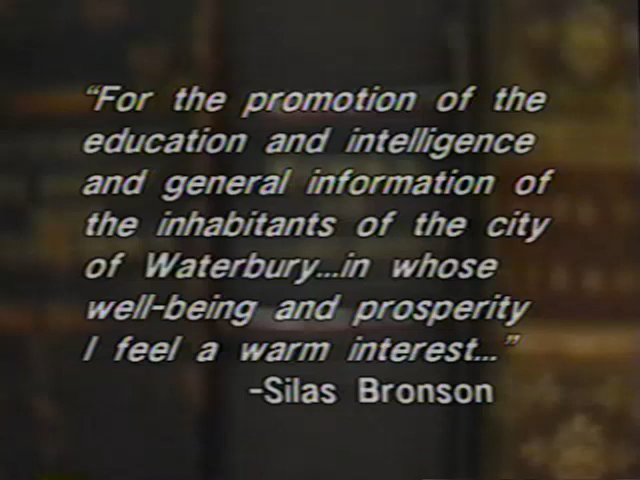 “For the promotion of the
education and intelligence
and general information of
the inhabitants of the city
of Waterbury...in whose
well-being and prosperity
I feel a warm interest...”
-Silas Bronson